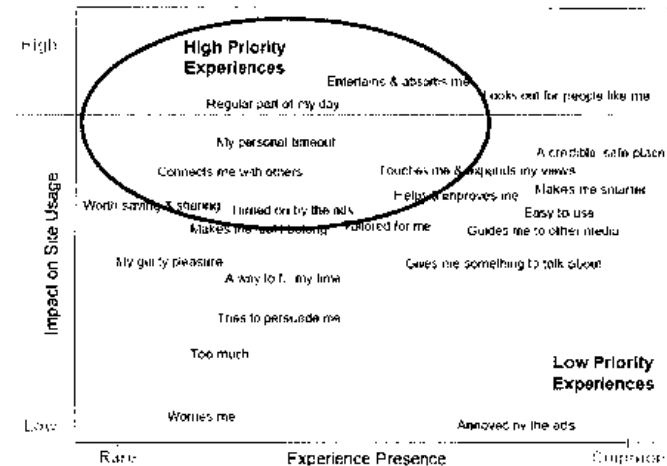 High
High Priority
Experiences
Entertains & absorbs me
Looks out for people like me
Regular part of my day
My personal timeout
A credible, safe place
Connects me with others
Touches me & expands my views
Makes me smarter
Helps & improves me
Worth saving & sharing
Turned on by the ads
Easy to use
Makes me feel I belong
Tailored for me
Guides me to other media
My guilty pleasure
Gives me something to talk about
A way to fill my time
Tries to persuade me
Too much
Low Priority
Experiences
Worries me
Annoyed by the ads
Low
Rare
Experience Presence
Impact on Site Usage